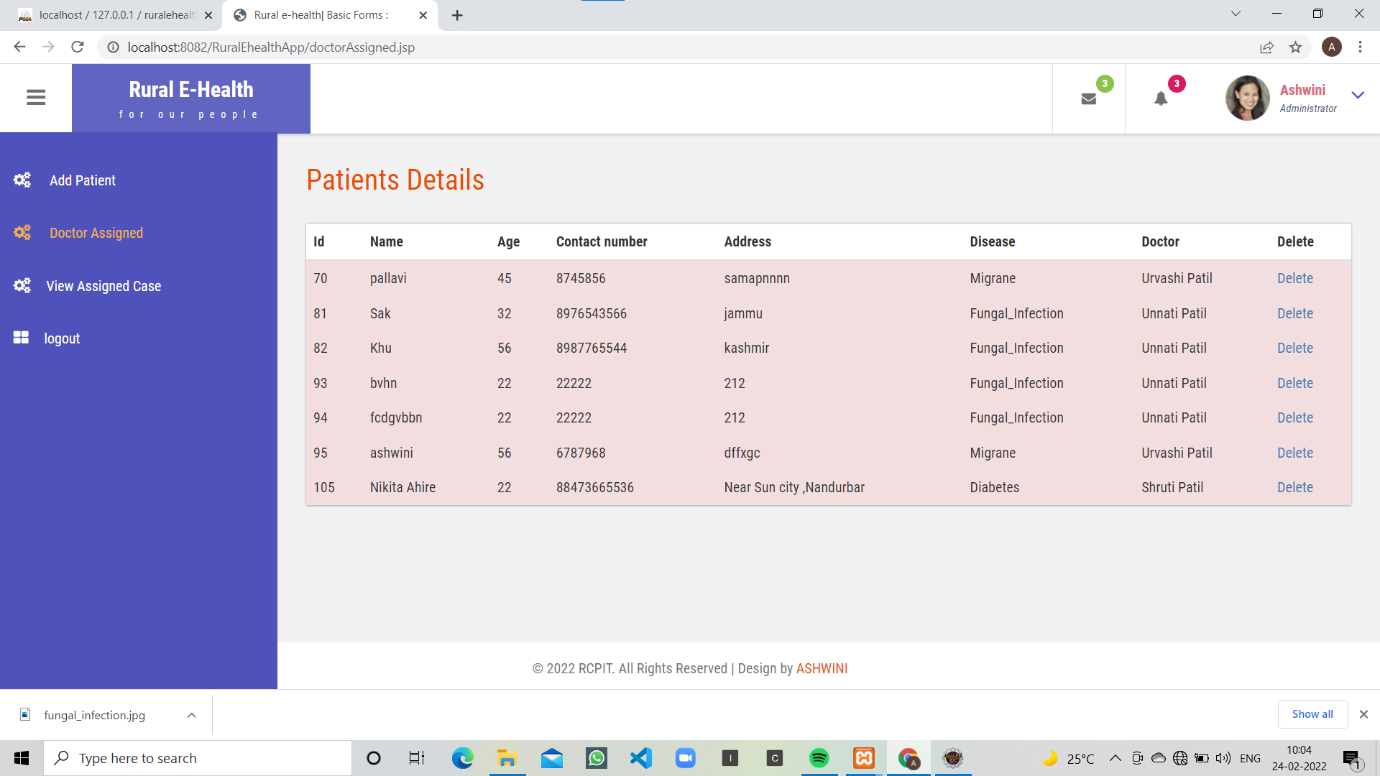 localhost / 127.0.0.1 / ruralehealt
Rural e-health| Basic Forms :
localhost:8082/RuralEhealthApp/doctorAssigned.jsp
A
Rural E-Health
for our people
3
3
Ashwini
Administrator
Add Patient
Doctor Assigned
View Assigned Case
logout
Patients Details
Id Name Age Contact number Address Disease Doctor Delete
70 pallavi 45 8745856 samapnnnn Migrane Urvashi Patil Delete
81 Sak 32 8976543566 jammu Fungal_Infection Unnati Patil Delete
82 Khu 56 8987765544 kashmir Fungal_Infection Unnati Patil Delete
93 bvhn 22 22222 212 Fungal_Infection Unnati Patil Delete
94 fcdgvbbn 22 22222 212 Fungal_Infection Unnati Patil Delete
95 ashwini 56 6787968 dffxgc Migrane Urvashi Patil Delete
105 Nikita Ahire 22 88473665536 Near Sun city ,Nandurbar Diabetes Shruti Patil Delete
© 2022 RCPIT. All Rights Reserved | Design by ASHWINI
fungal_infection.jpg
Show all
Type here to search
I
C
A
25°C
ENG
10:04
24-02-2022
1